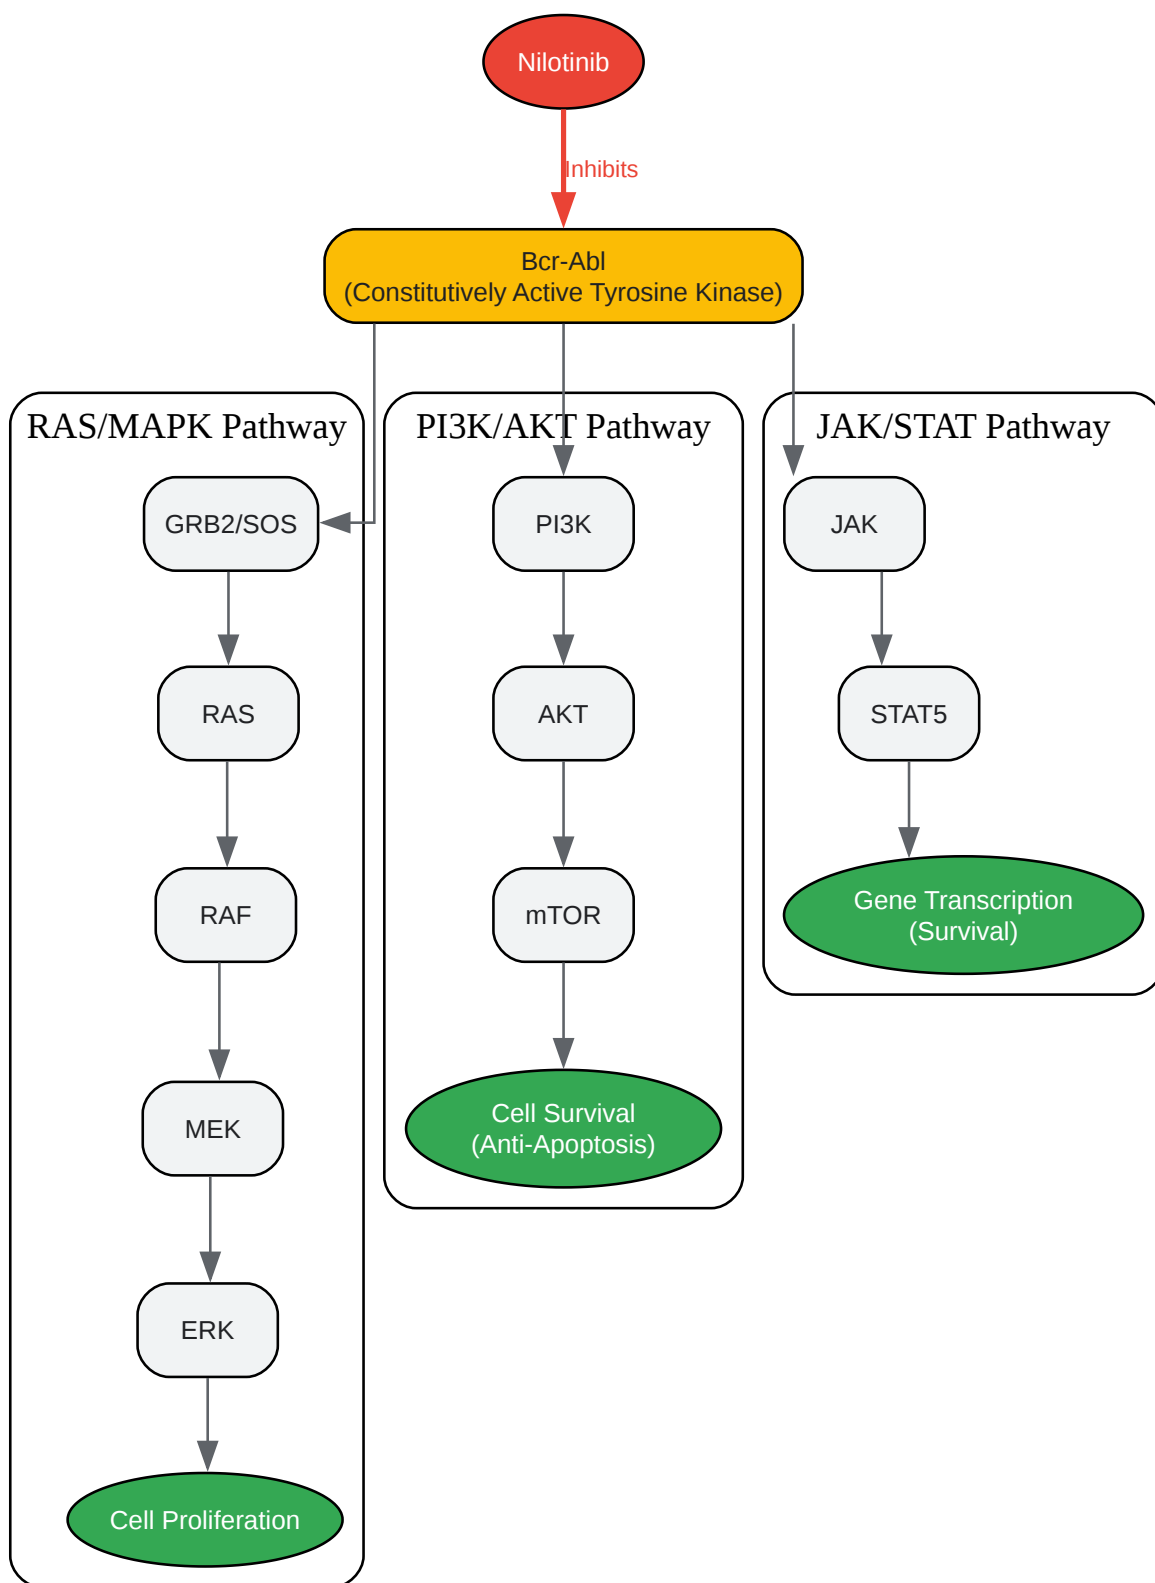 Nilotinib
Inhibits
Bcr-Abl
(Constitutively Active Tyrosine Kinase)
RAS/MAPK Pathway
GRB2/SOS
RAS
RAF
MEK
ERK
Cell Proliferation
PI3K/AKT Pathway
PI3K
AKT
mTOR
Cell Survival
(Anti-Apoptosis)
JAK/STAT Pathway
JAK
STAT5
Gene Transcription
(Survival)